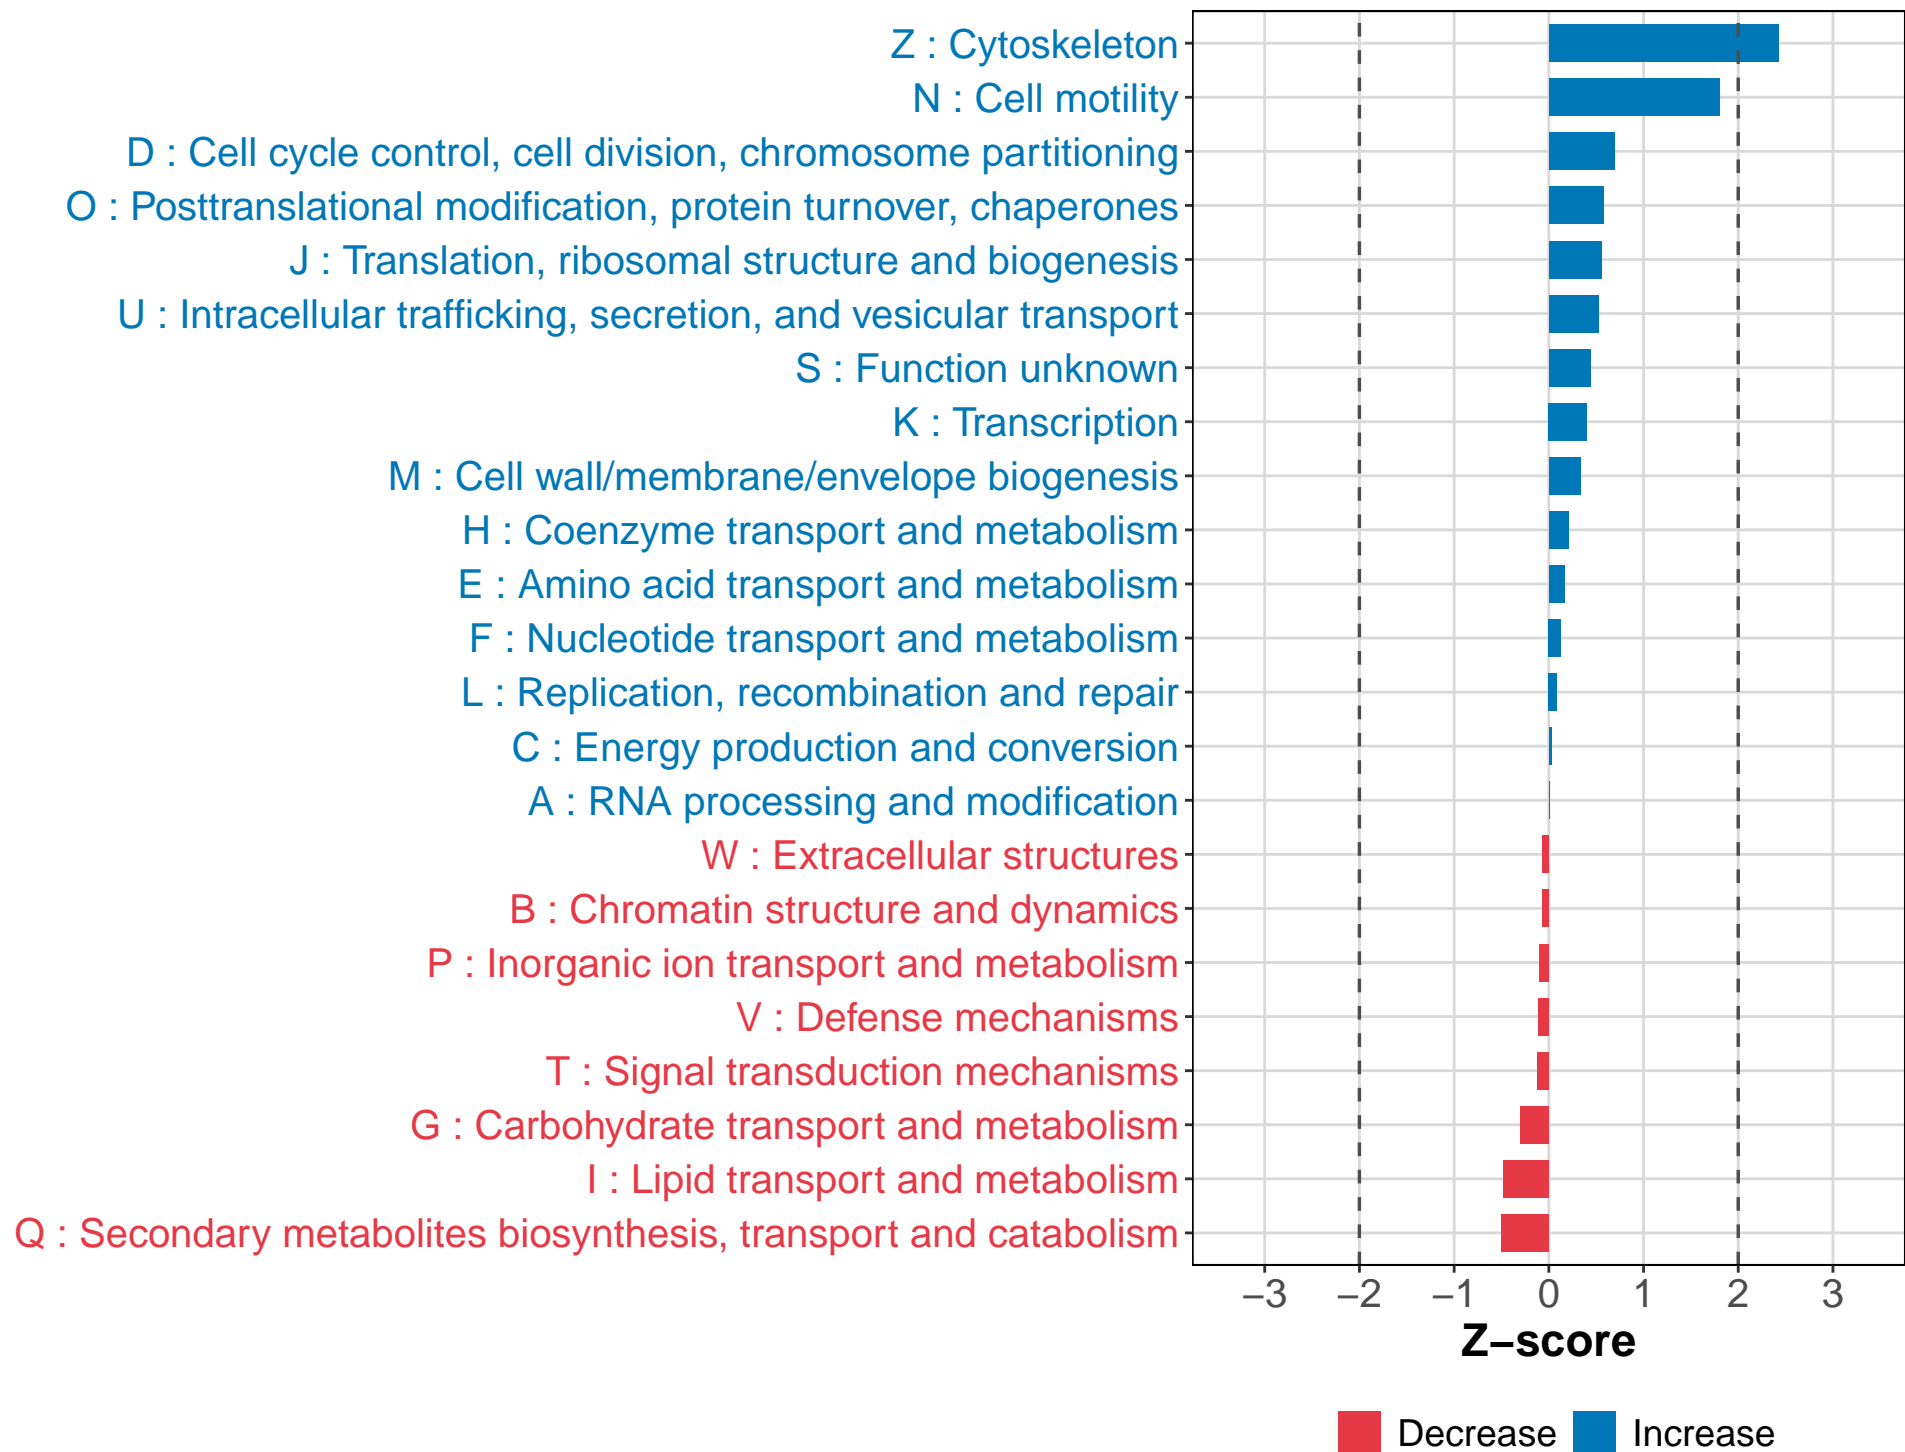 Z : Cytoskeleton
N : Cell motility
D : Cell cycle control, cell division, chromosome partitioning
O : Posttranslational modification, protein turnover, chaperones
J : Translation, ribosomal structure and biogenesis
U : Intracellular trafficking, secretion, and vesicular transport
S : Function unknown
K : Transcription
M : Cell wall/membrane/envelope biogenesis
H : Coenzyme transport and metabolism
E : Amino acid transport and metabolism
F : Nucleotide transport and metabolism
L : Replication, recombination and repair
C : Energy production and conversion
A : RNA processing and modification
W : Extracellular structures
B : Chromatin structure and dynamics
P : Inorganic ion transport and metabolism
V : Defense mechanisms
T : Signal transduction mechanisms
G : Carbohydrate transport and metabolism
I : Lipid transport and metabolism
Q : Secondary metabolites biosynthesis, transport and catabolism
−3 −2 −1 0 1 2 3
Z−score
Decrease Increase